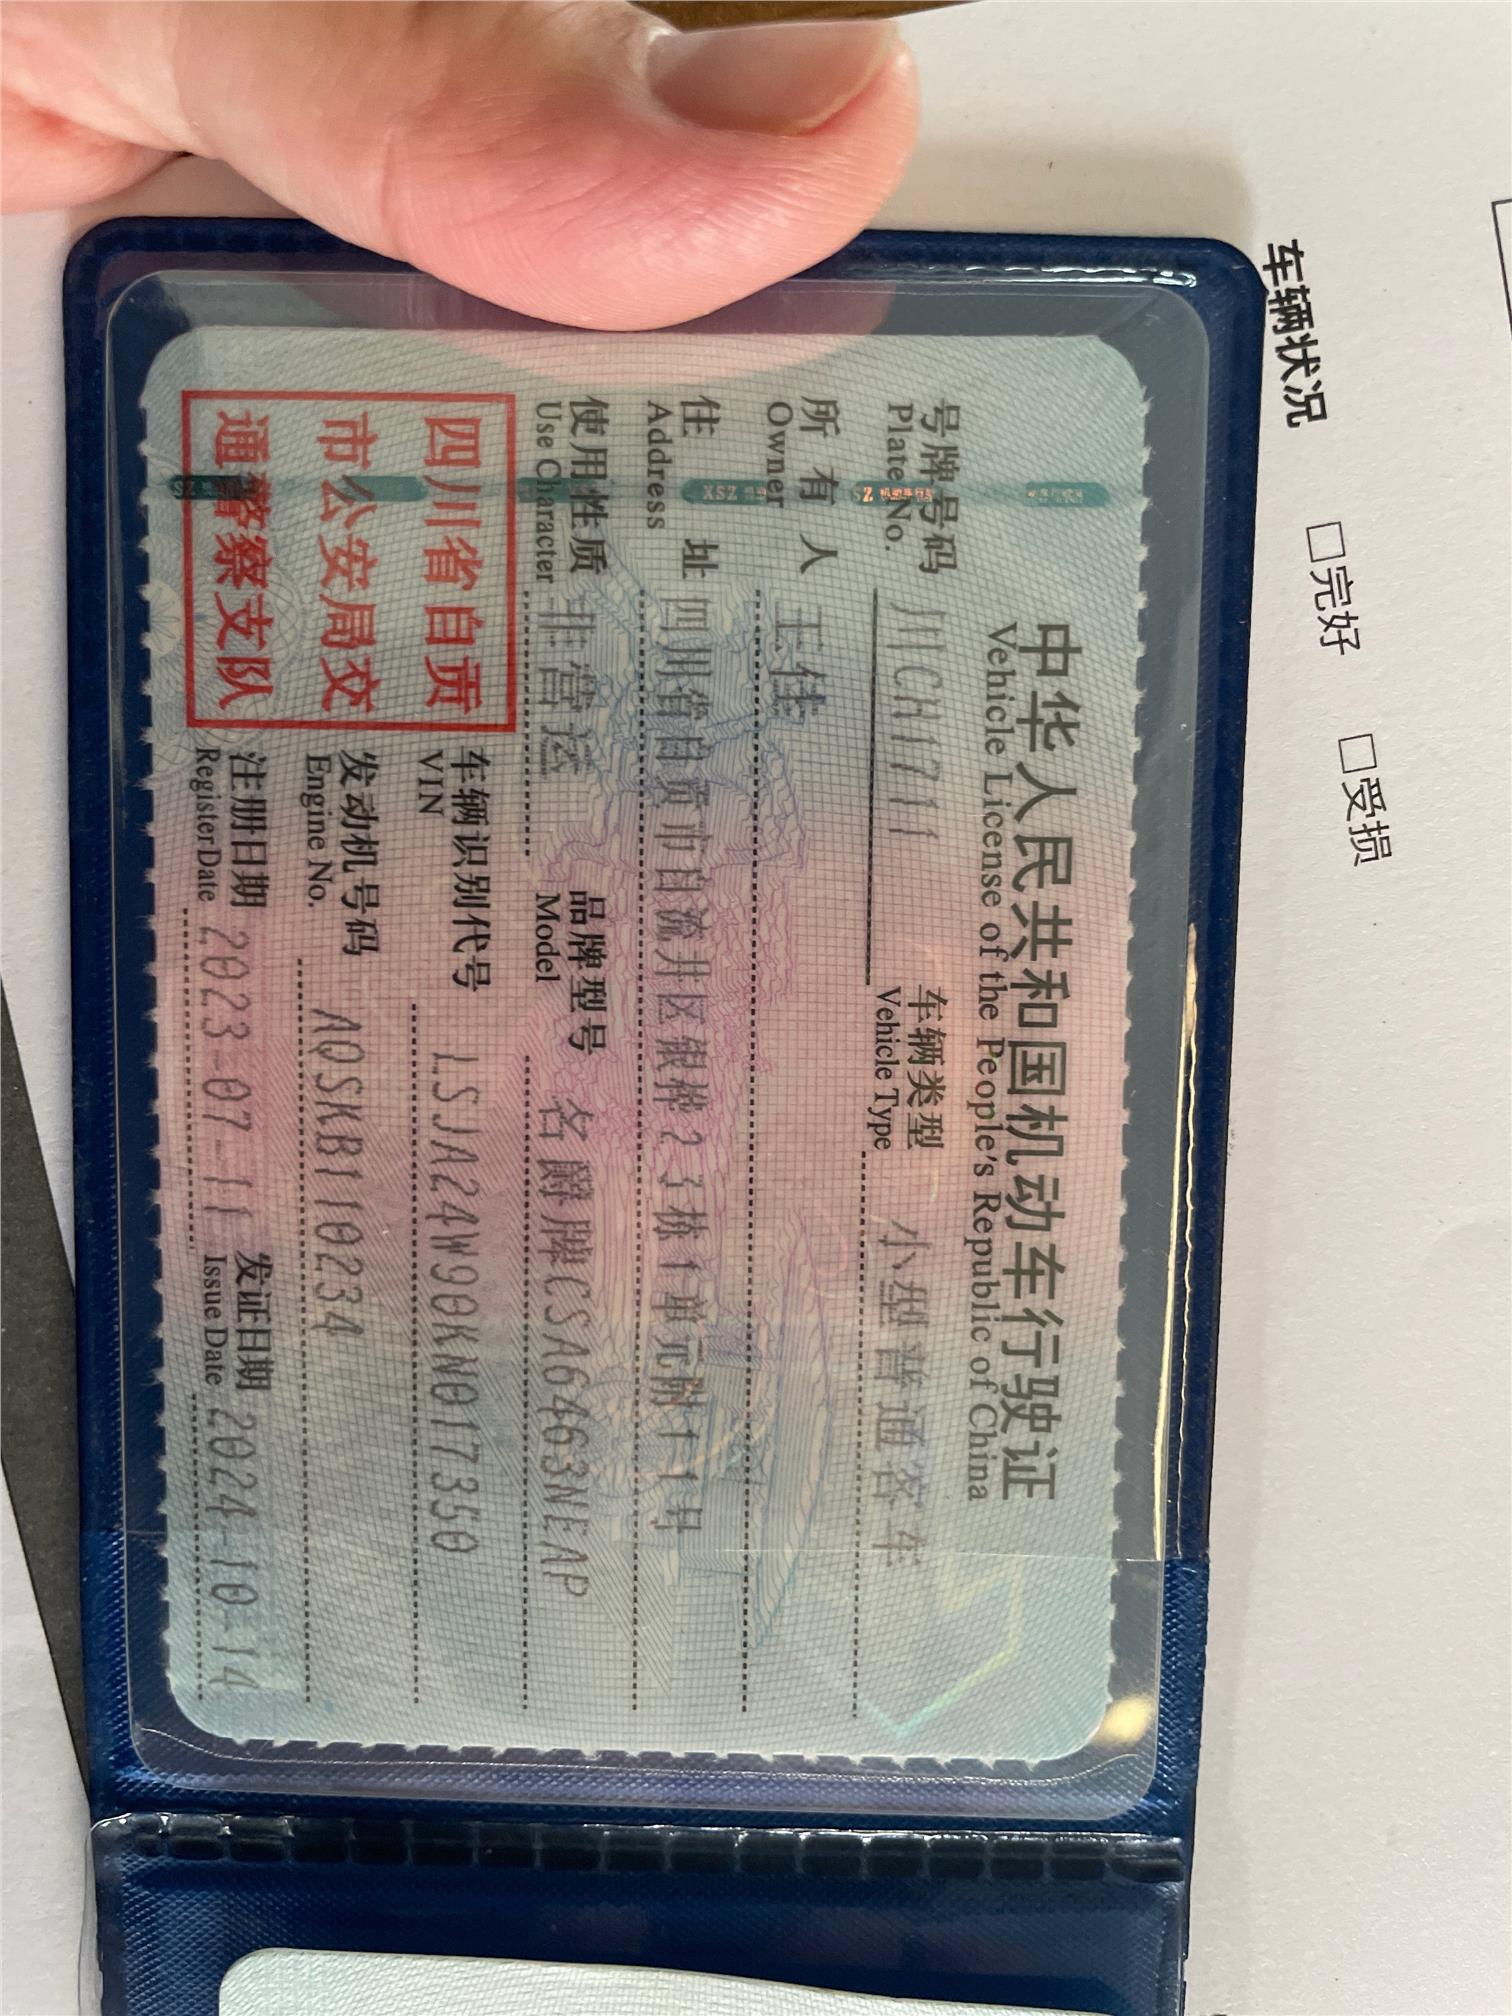 中华人民共和国机动车行驶证
Vehicle License of the People's Republic of China
号牌号码
Plate No.
川CH1711
车辆类型
Vehicle Type
小型普通客车
所有人
Owner
王佳
住址
Address
四川省自贡市自流井区银桦23栋1单元附11号
使用性质
Use Character
非营运
品牌型号
Model
名爵牌CSA6463NEAP
四川省自贡
市公安局交
通警察支队
车辆识别代号
VIN
LSJA24W90KN017350
发动机号码
Engine No.
AQSKB110234
注册日期
Register Date
2023-07-11
发证日期
Issue Date
2024-10-14
车辆状况 □完好 □受损